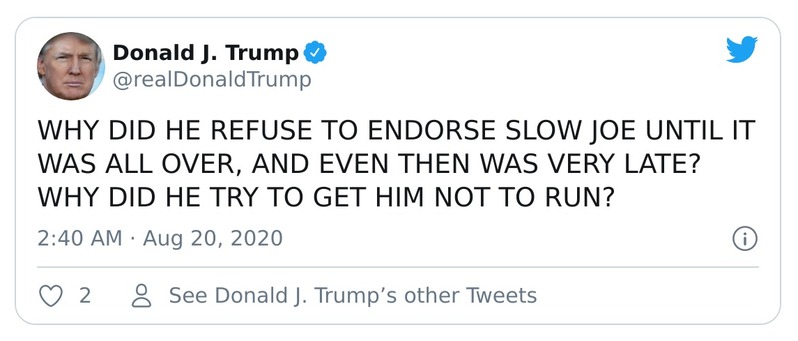 Donald J. Trump
@realDonaldTrump
WHY DID HE REFUSE TO ENDORSE SLOW JOE UNTIL IT
WAS ALL OVER, AND EVEN THEN WAS VERY LATE?
WHY DID HE TRY TO GET HIM NOT TO RUN?
2:40 AM · Aug 20, 2020
2 See Donald J. Trump’s other Tweets